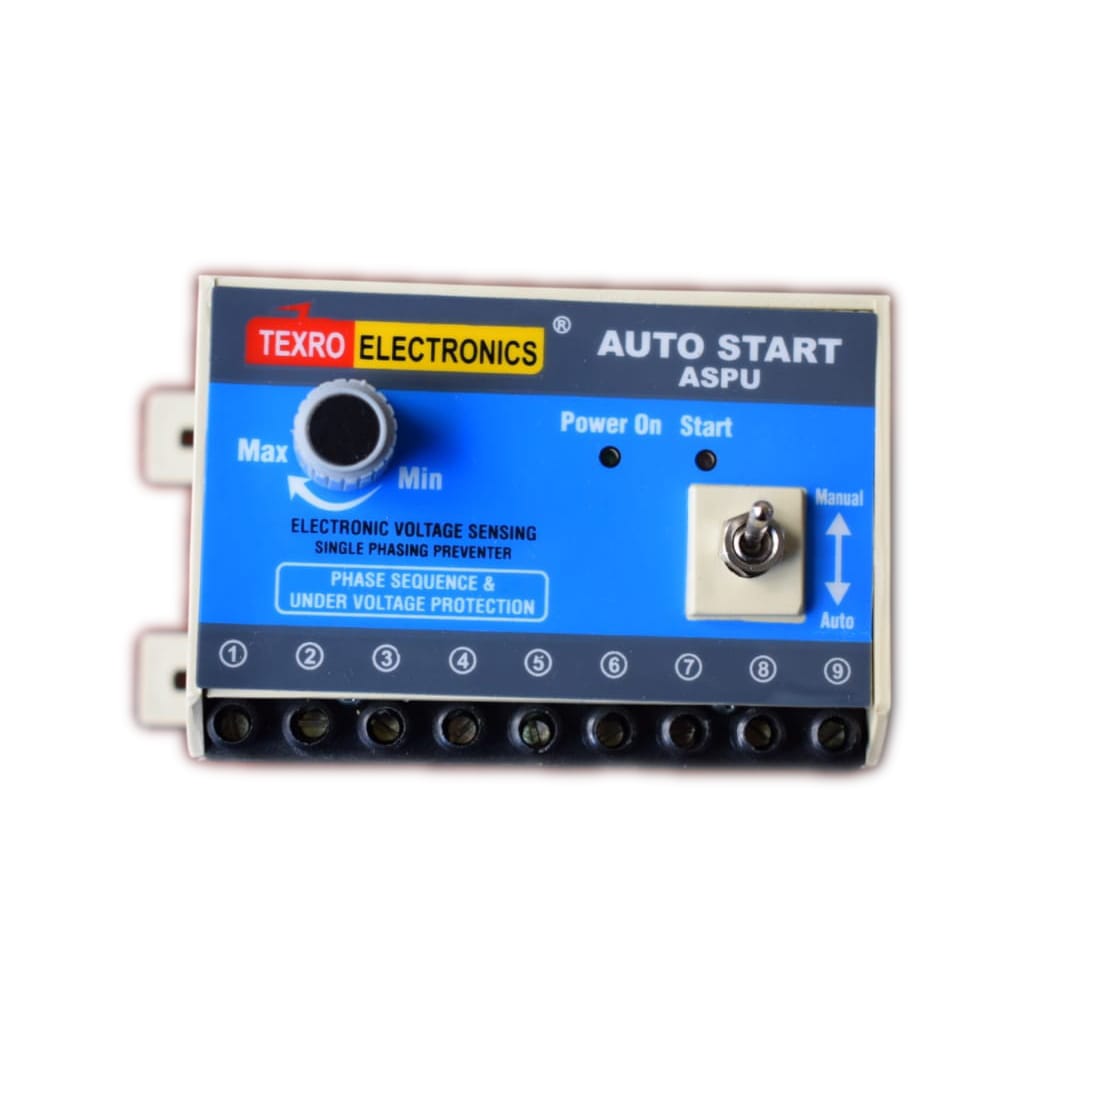 TEXRO ELECTRONICS ®
AUTO START
ASPU
Power On Start
Max
Min
Manual
Auto
ELECTRONIC VOLTAGE SENSING
SINGLE PHASING PREVENTER
PHASE SEQUENCE &
UNDER VOLTAGE PROTECTION
① ② ③ ④ ⑤ ⑥ ⑦ ⑧ ⑨